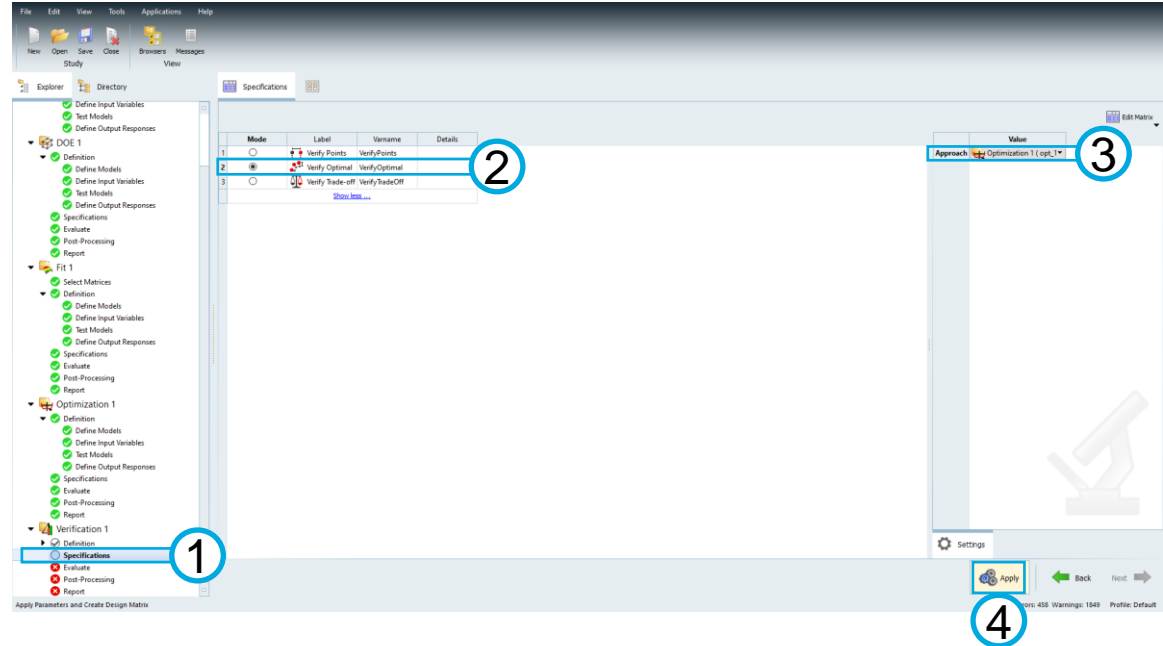 File Edit View Tools Applications Help
New Open Save Close Browsers Messages
Study View
Explorer Directory Specifications
Define Input Variables
Test Models
Define Output Responses
DOE 1
Definition
Define Models
Define Input Variables
Test Models
Define Output Responses
Specifications
Evaluate
Post-Processing
Report
Fit 1
Select Matrices
Definition
Define Models
Define Input Variables
Test Models
Define Output Responses
Specifications
Evaluate
Post-Processing
Report
Optimization 1
Definition
Define Models
Define Input Variables
Test Models
Define Output Responses
Specifications
Evaluate
Post-Processing
Report
Verification 1
Definition
Specifications
Evaluate
Post-Processing
Report
1
Edit Matrix
Mode Label Varname Details
1 Verify Points VerifyPoints
2 Verify Optimal VerifyOptimal
3 Verify Trade-off VerifyTradeOff
Show less ...
2
Value
Approach Optimization 1 ( opt_1
3
Settings
Apply Back Next
4
Apply Parameters and Create Design Matrix
458 Warnings: 1849 Profile: Default